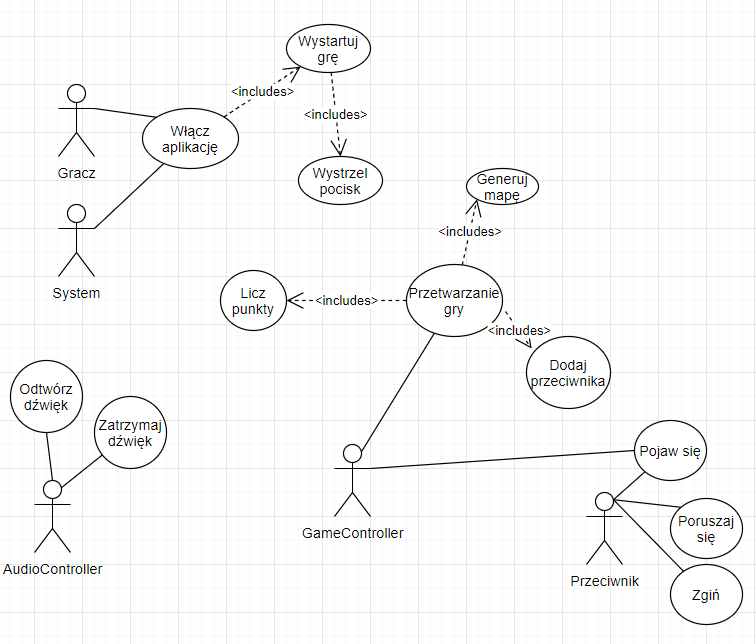 Wystartuj
grę
<includes>
<includes>
Włącz
aplikację
Gracz
Wystrzel
pocisk
Generuj
mapę
<includes>
System
Licz
punkty
<includes>
Przetwarzanie
gry
<includes>
Dodaj
przeciwnika
Odtwórz
dźwięk
Zatrzymaj
dźwięk
Pojaw się
GameController
Poruszaj
się
AudioController
Przeciwnik
Zgiń